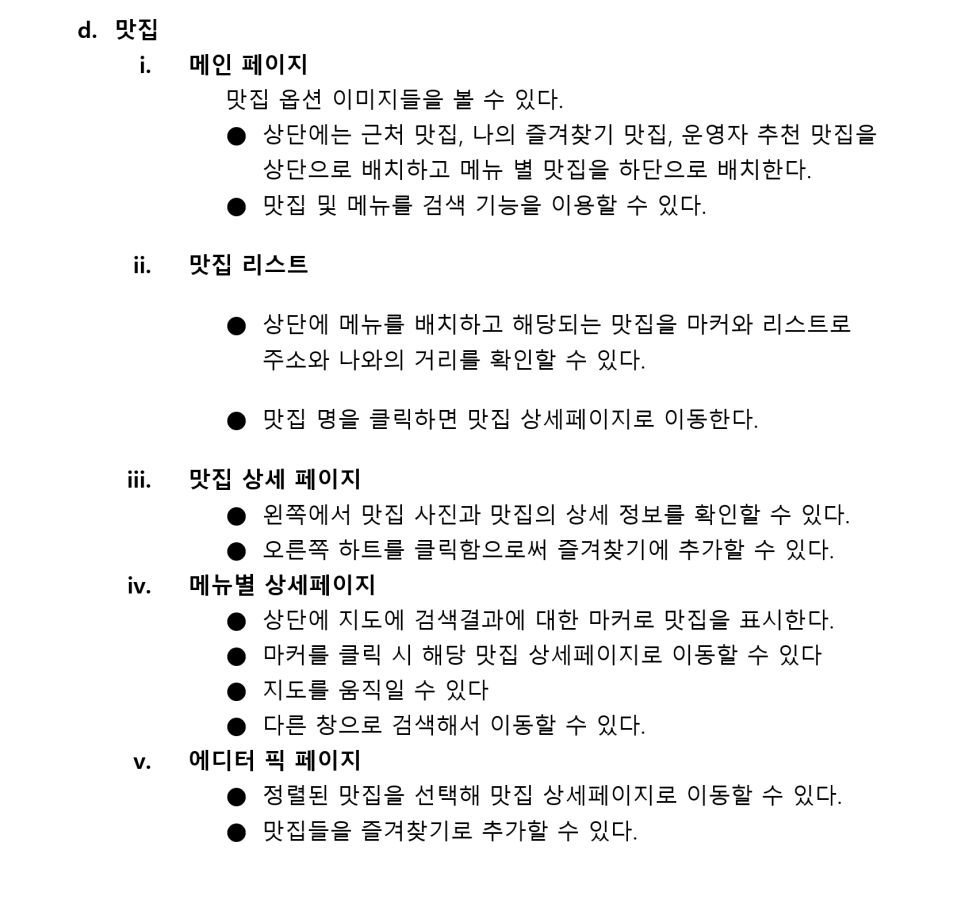 d. 맛집
i. 메인 페이지
맛집 옵션 이미지들을 볼 수 있다.
● 상단에는 근처 맛집, 나의 즐겨찾기 맛집, 운영자 추천 맛집을
상단으로 배치하고 메뉴 별 맛집을 하단으로 배치한다.
● 맛집 및 메뉴를 검색 기능을 이용할 수 있다.
ii. 맛집 리스트
● 상단에 메뉴를 배치하고 해당되는 맛집을 마커와 리스트로
주소와 나와의 거리를 확인할 수 있다.
● 맛집 명을 클릭하면 맛집 상세페이지로 이동한다.
iii. 맛집 상세 페이지
● 왼쪽에서 맛집 사진과 맛집의 상세 정보를 확인할 수 있다.
● 오른쪽 하트를 클릭함으로써 즐겨찾기에 추가할 수 있다.
iv. 메뉴별 상세페이지
● 상단에 지도에 검색결과에 대한 마커로 맛집을 표시한다.
● 마커를 클릭 시 해당 맛집 상세페이지로 이동할 수 있다
● 지도를 움직일 수 있다
● 다른 창으로 검색해서 이동할 수 있다.
v. 에디터 픽 페이지
● 정렬된 맛집을 선택해 맛집 상세페이지로 이동할 수 있다.
● 맛집들을 즐겨찾기로 추가할 수 있다.